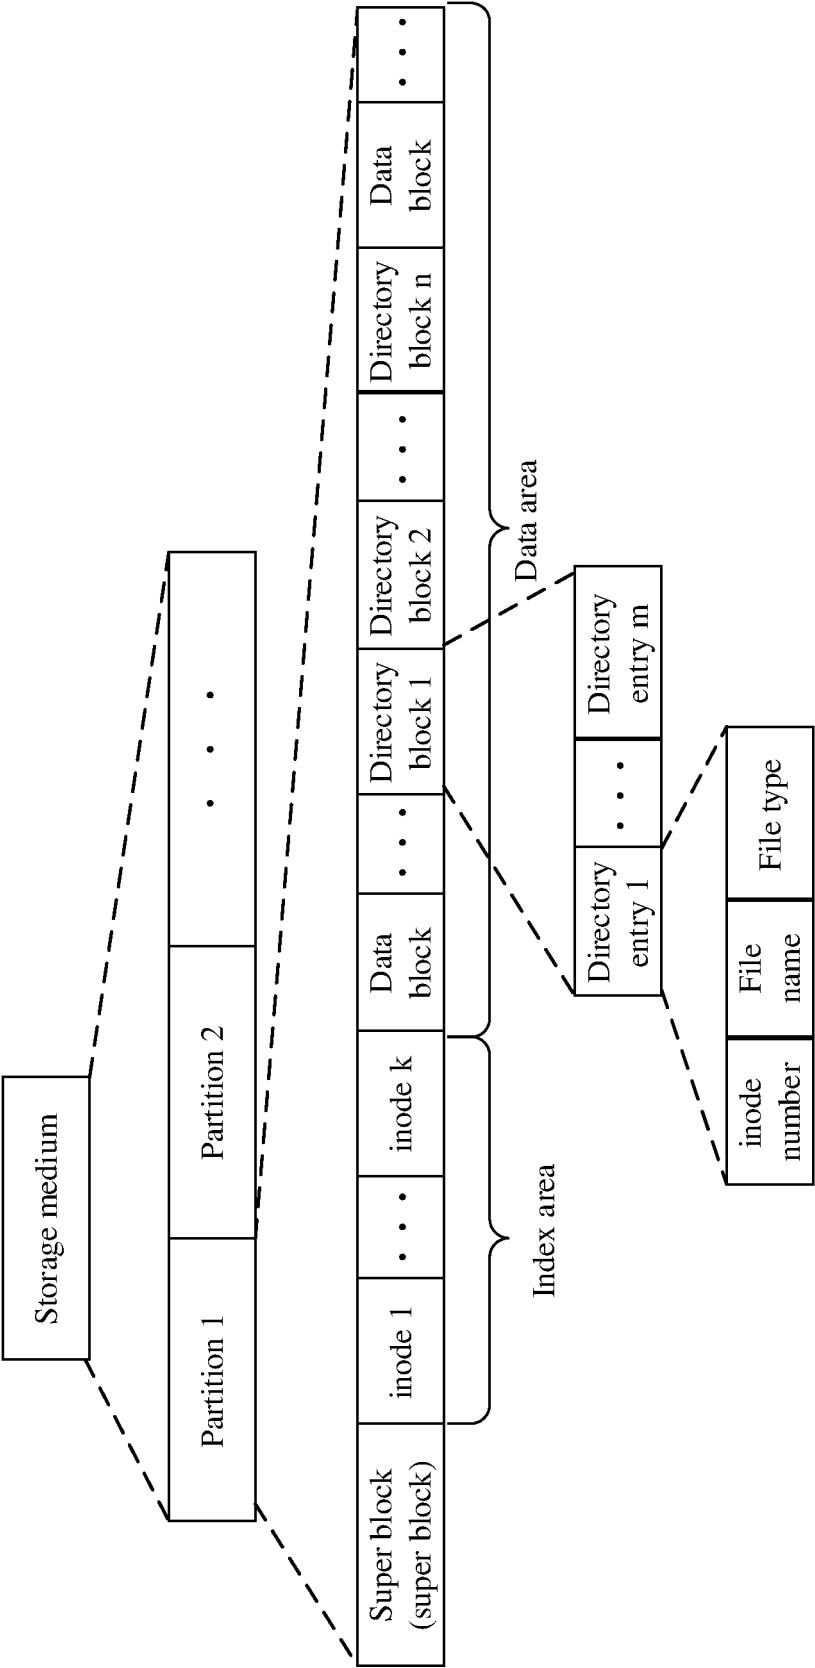 Storage medium
Partition 1
Partition 2
. . .
Super block
(super block)
inode 1
. . .
inode k
Data
block
. . .
Directory
block 1
Directory
block 2
. . .
Directory
block n
Data
block
. . .
Index area
Data area
Directory
entry 1
. . .
Directory
entry m
inode
number
File
name
File type